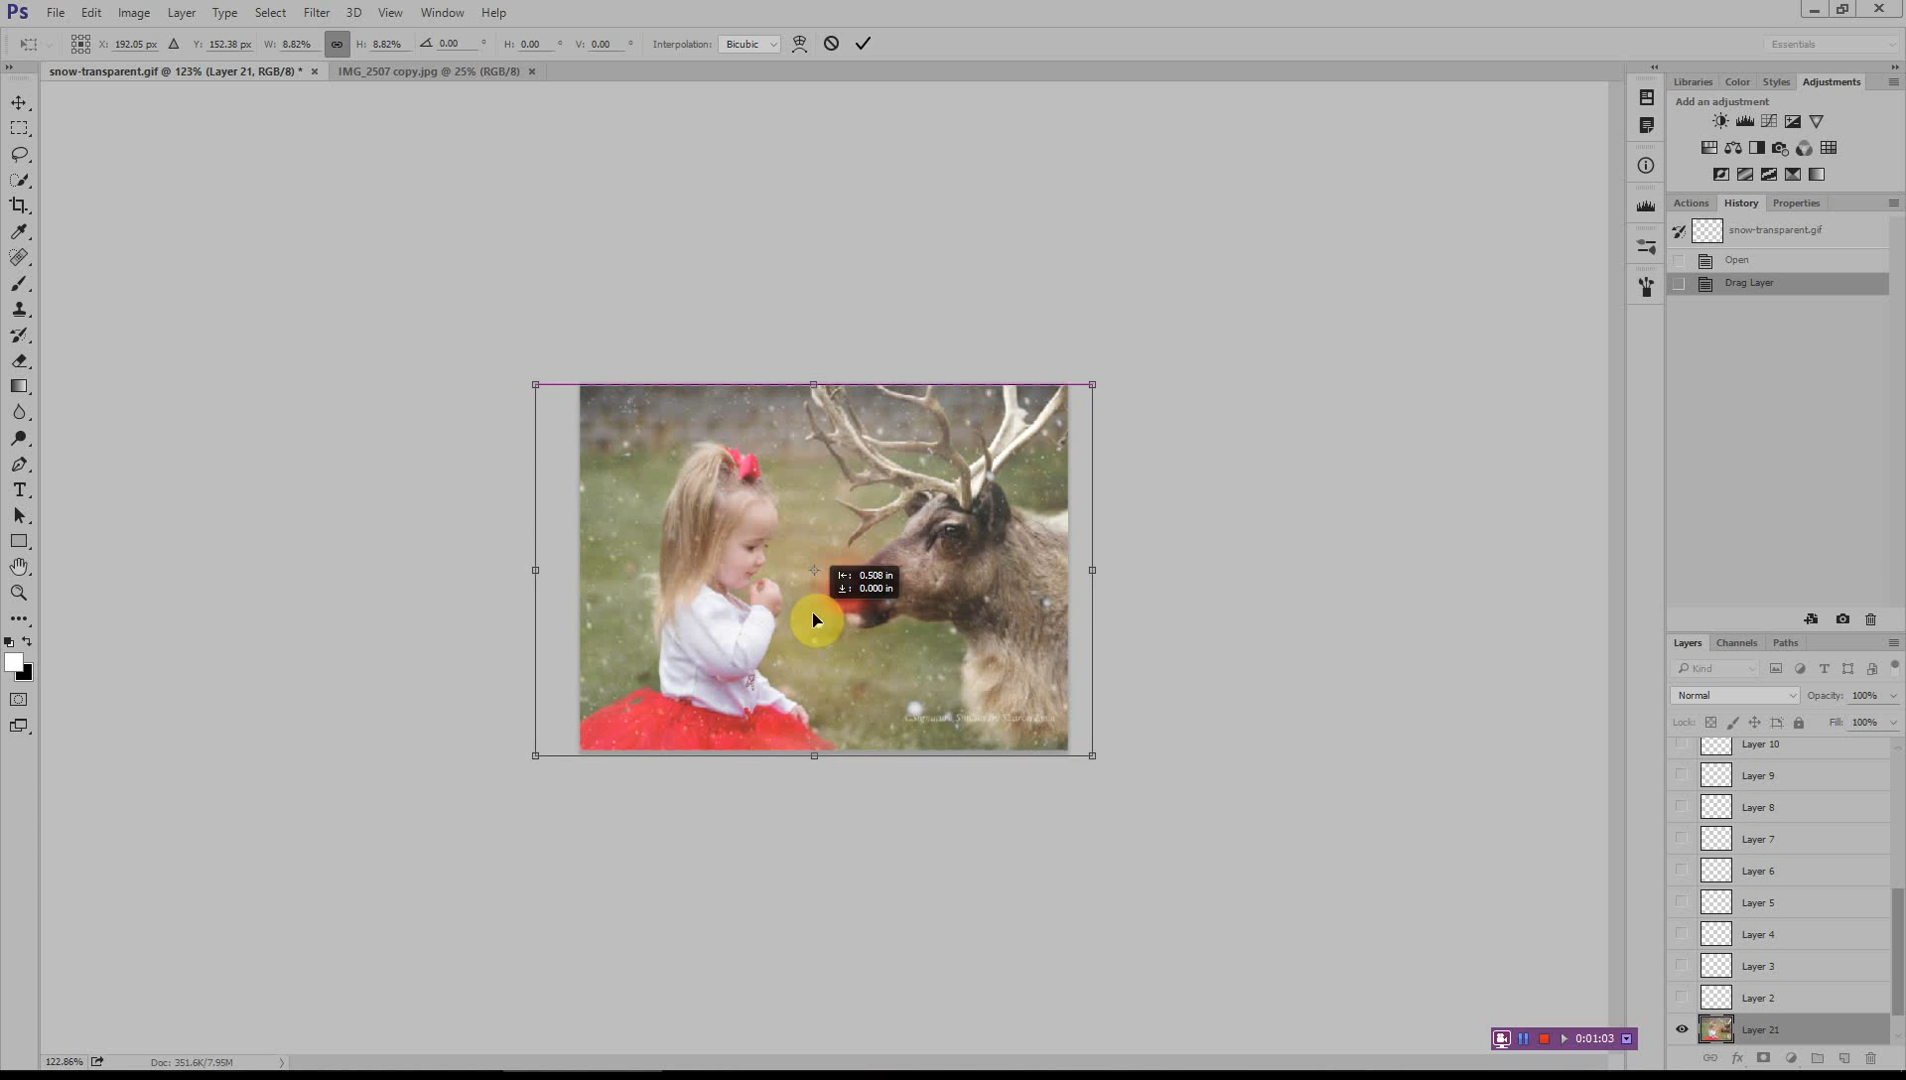 Ps File Edit Image Layer Type Select Filter 3D View Window Help
X: 192.05 px Y: 152.38 px W: 8.82% H: 8.82% 0.00 ° H: 0.00 ° V: 0.00 ° Interpolation: Bicubic Essentials
snow-transparent.gif @ 123% (Layer 21, RGB/8) * × IMG_2507 copy.jpg @ 25% (RGB/8) ×
Libraries Color Styles Adjustments
Add an adjustment
Actions History Properties
snow-transparent.gif
Open
Drag Layer
0.508 in
0.000 in
Layers Channels Paths
Kind
Normal Opacity: 100%
Lock: Fill: 100%
Layer 10
Layer 9
Layer 8
Layer 7
Layer 6
Layer 5
Layer 4
Layer 3
Layer 2
Layer 21
0:01:03
122.86% Doc: 351.6K/7.95M